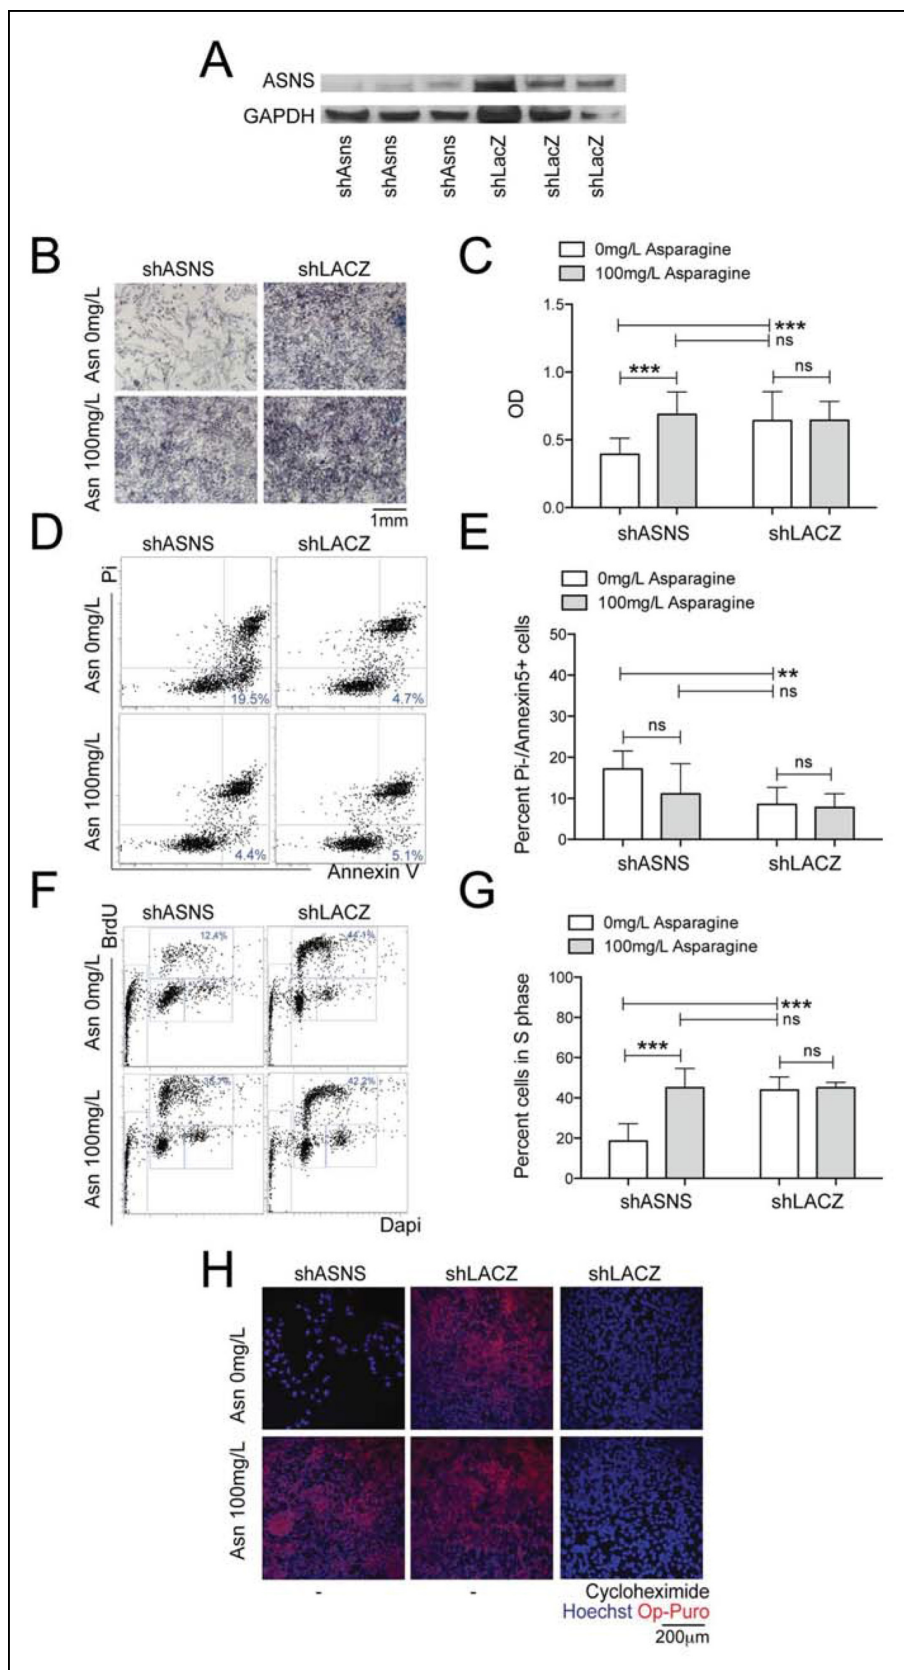 A
ASNS
GAPDH
shAsns
shAsns
shAsns
shLacZ
shLacZ
shLacZ
B
shASNS
shLACZ
Asn 0mg/L
Asn 100mg/L
1mm
C
0mg/L Asparagine
100mg/L Asparagine
OD
1.5
1.0
0.5
0.0
***
ns
***
ns
shASNS
shLACZ
D
shASNS
shLACZ
Pi
Asn 0mg/L
19.5%
4.7%
Asn 100mg/L
4.4%
5.1%
Annexin V
E
0mg/L Asparagine
100mg/L Asparagine
Percent Pi-/Annexin5+ cells
50
40
30
20
10
0
**
ns
ns
ns
shASNS
shLACZ
F
shASNS
shLACZ
BrdU
Asn 0mg/L
12.4%
44.1%
Asn 100mg/L
42.2%
Dapi
G
0mg/L Asparagine
100mg/L Asparagine
Percent cells in S phase
100
80
60
40
20
0
***
ns
***
ns
shASNS
shLACZ
H
shASNS
shLACZ
shLACZ
Asn 0mg/L
Asn 100mg/L
-
-
Cycloheximide
Hoechst Op-Puro
200µm